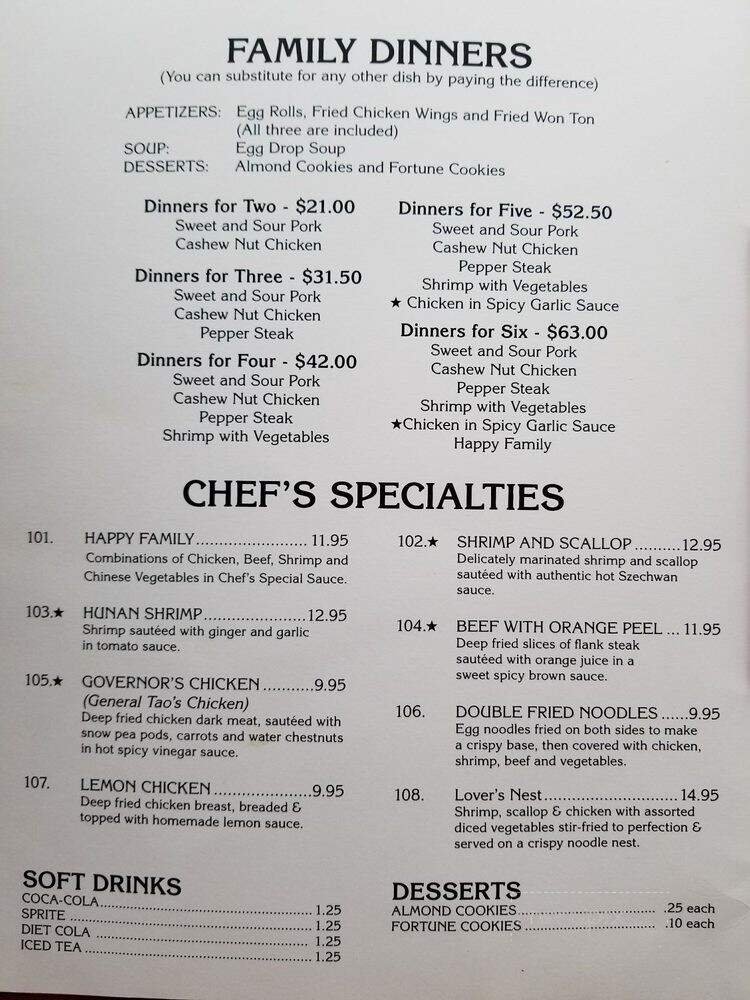 FAMILY DINNERS
(You can substitute for any other dish by paying the difference)
APPETIZERS: Egg Rolls, Fried Chicken Wings and Fried Won Ton
(All three are included)
SOUP: Egg Drop Soup
DESSERTS: Almond Cookies and Fortune Cookies
Dinners for Two - $21.00
Sweet and Sour Pork
Cashew Nut Chicken
Dinners for Three - $31.50
Sweet and Sour Pork
Cashew Nut Chicken
Pepper Steak
Dinners for Four - $42.00
Sweet and Sour Pork
Cashew Nut Chicken
Pepper Steak
Shrimp with Vegetables
Dinners for Five - $52.50
Sweet and Sour Pork
Cashew Nut Chicken
Pepper Steak
Shrimp with Vegetables
★ Chicken in Spicy Garlic Sauce
Dinners for Six - $63.00
Sweet and Sour Pork
Cashew Nut Chicken
Pepper Steak
Shrimp with Vegetables
★Chicken in Spicy Garlic Sauce
Happy Family
CHEF'S SPECIALTIES
101. HAPPY FAMILY........................ 11.95
Combinations of Chicken, Beef, Shrimp and
Chinese Vegetables in Chef's Special Sauce.
103.★ HUNAN SHRIMP......................12.95
Shrimp sautéed with ginger and garlic
in tomato sauce.
105.★ GOVERNOR'S CHICKEN ...........9.95
(General Tao's Chicken)
Deep fried chicken dark meat, sautéed with
snow pea pods, carrots and water chestnuts
in hot spicy vinegar sauce.
107. LEMON CHICKEN .....................9.95
Deep fried chicken breast, breaded &
topped with homemade lemon sauce.
102.★ SHRIMP AND SCALLOP ..........12.95
Delicately marinated shrimp and scallop
sautéed with authentic hot Szechwan
sauce.
104.★ BEEF WITH ORANGE PEEL ... 11.95
Deep fried slices of flank steak
sautéed with orange juice in a
sweet spicy brown sauce.
106. DOUBLE FRIED NOODLES ......9.95
Egg noodles fried on both sides to make
a crispy base, then covered with chicken,
shrimp, beef and vegetables.
108. Lover's Nest............................ 14.95
Shrimp, scallop & chicken with assorted
diced vegetables stir-fried to perfection &
served on a crispy noodle nest.
SOFT DRINKS
COCA-COLA............................................. 1.25
SPRITE .................................................... 1.25
DIET COLA .............................................. 1.25
ICED TEA ................................................. 1.25
DESSERTS
ALMOND COOKIES............................... .25 each
FORTUNE COOKIES ............................. .10 each